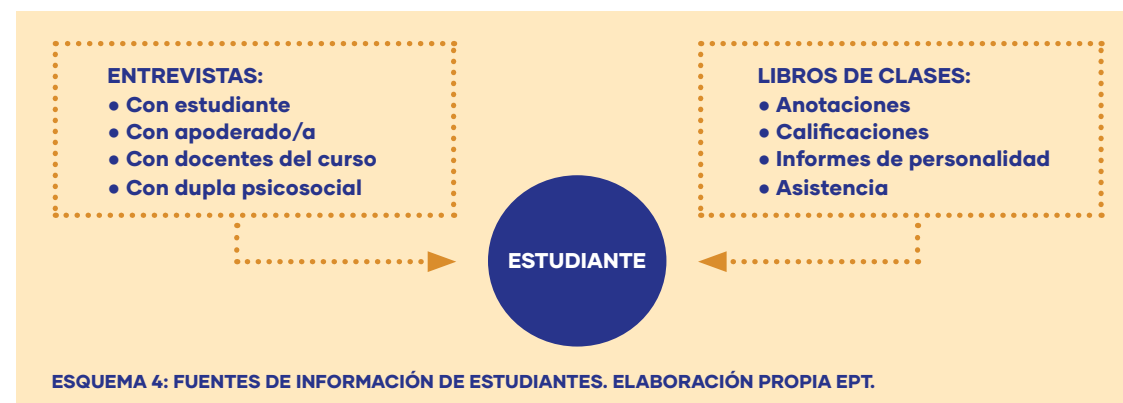 ENTREVISTAS:
● Con estudiante
● Con apoderado/a
● Con docentes del curso
● Con dupla psicosocial
LIBROS DE CLASES:
● Anotaciones
● Calificaciones
● Informes de personalidad
● Asistencia
ESTUDIANTE
ESQUEMA 4: FUENTES DE INFORMACIÓN DE ESTUDIANTES. ELABORACIÓN PROPIA EPT.